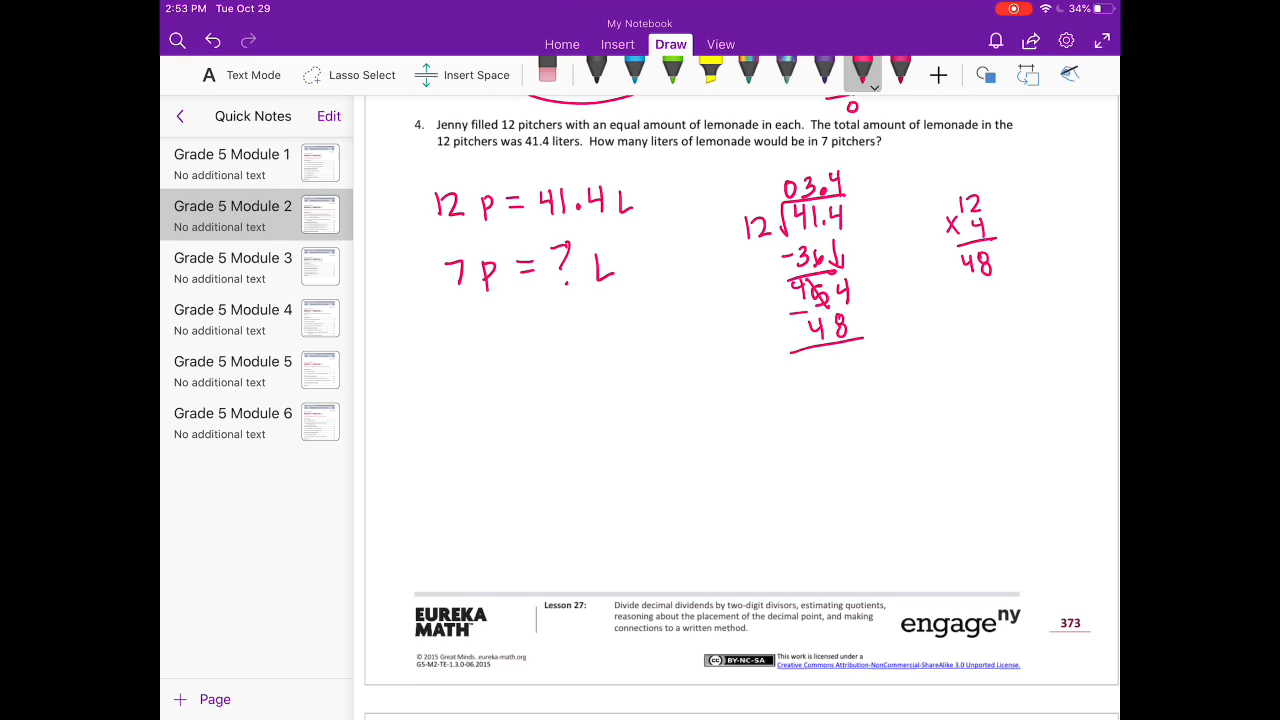 2:53 PM Tue Oct 29
My Notebook
34%
Home Insert Draw View
Text Mode Lasso Select Insert Space
Quick Notes Edit
Grade 5 Module 1
No additional text
Grade 5 Module 2
No additional text
Grade 5 Module 3
No additional text
Grade 5 Module 4
No additional text
Grade 5 Module 5
No additional text
Grade 5 Module 6
No additional text
Page
0
4. Jenny filled 12 pitchers with an equal amount of lemonade in each. The total amount of lemonade in the
12 pitchers was 41.4 liters. How many liters of lemonade would be in 7 pitchers?
12 p = 41.4 L
7 p = ? L
03.4
12 41.4
-36
4 5 4
- 48
12
x 4
48
EUREKA
MATH™
Lesson 27: Divide decimal dividends by two-digit divisors, estimating quotients,
reasoning about the placement of the decimal point, and making
connections to a written method.
engage ny
373
© 2015 Great Minds. eureka-math.org
G5-M2-TE-1.3.0-06.2015
CC BY-NC-SA
This work is licensed under a
Creative Commons Attribution-NonCommercial-ShareAlike 3.0 Unported License.